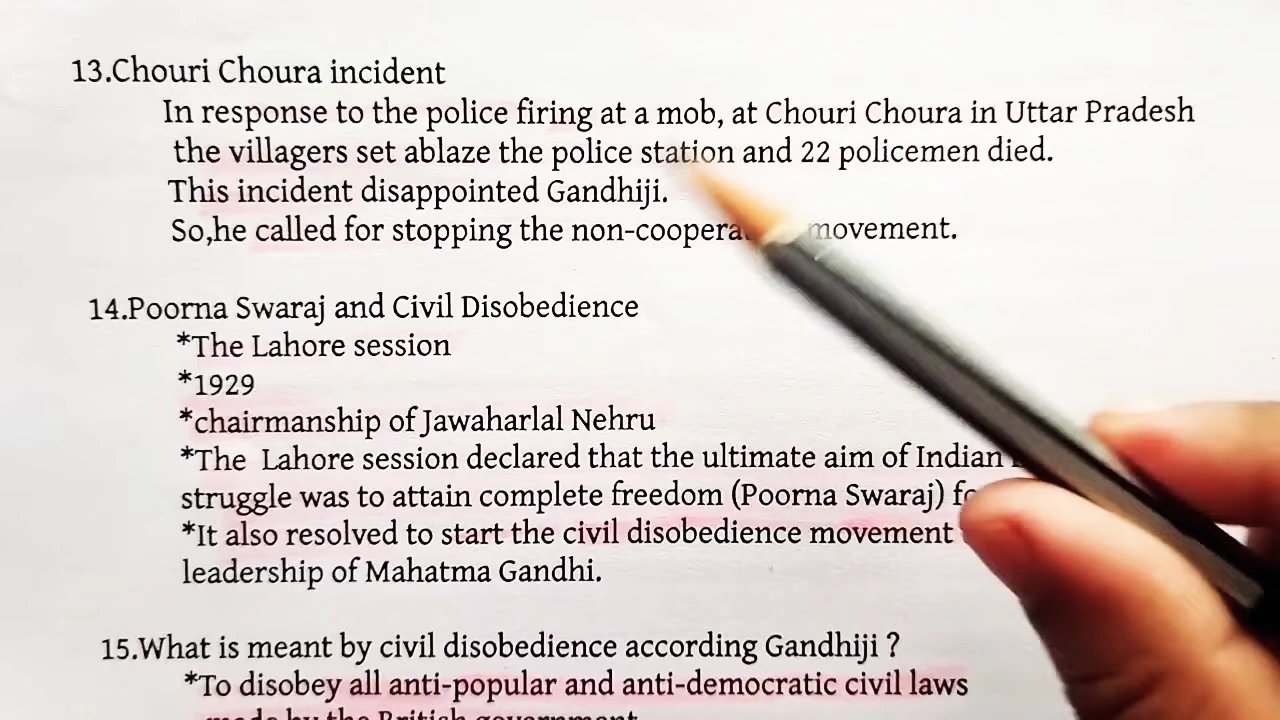 13.Chouri Choura incident
In response to the police firing at a mob, at Chouri Choura in Uttar Pradesh
the villagers set ablaze the police station and 22 policemen died.
This incident disappointed Gandhiji.
So,he called for stopping the movement.
14.Poorna Swaraj and Civil Disobedience
*The Lahore session
*1929
*chairmanship of Jawaharlal Nehru
*The Lahore session declared that the ultimate aim of Indian
struggle was to attain complete freedom (Poorna Swaraj)
*It also resolved to start the civil disobedience movement
leadership of Mahatma Gandhi.
15.What is meant by civil disobedience according Gandhiji ?
*To disobey all anti-popular and anti-democratic civil laws
made by the British government